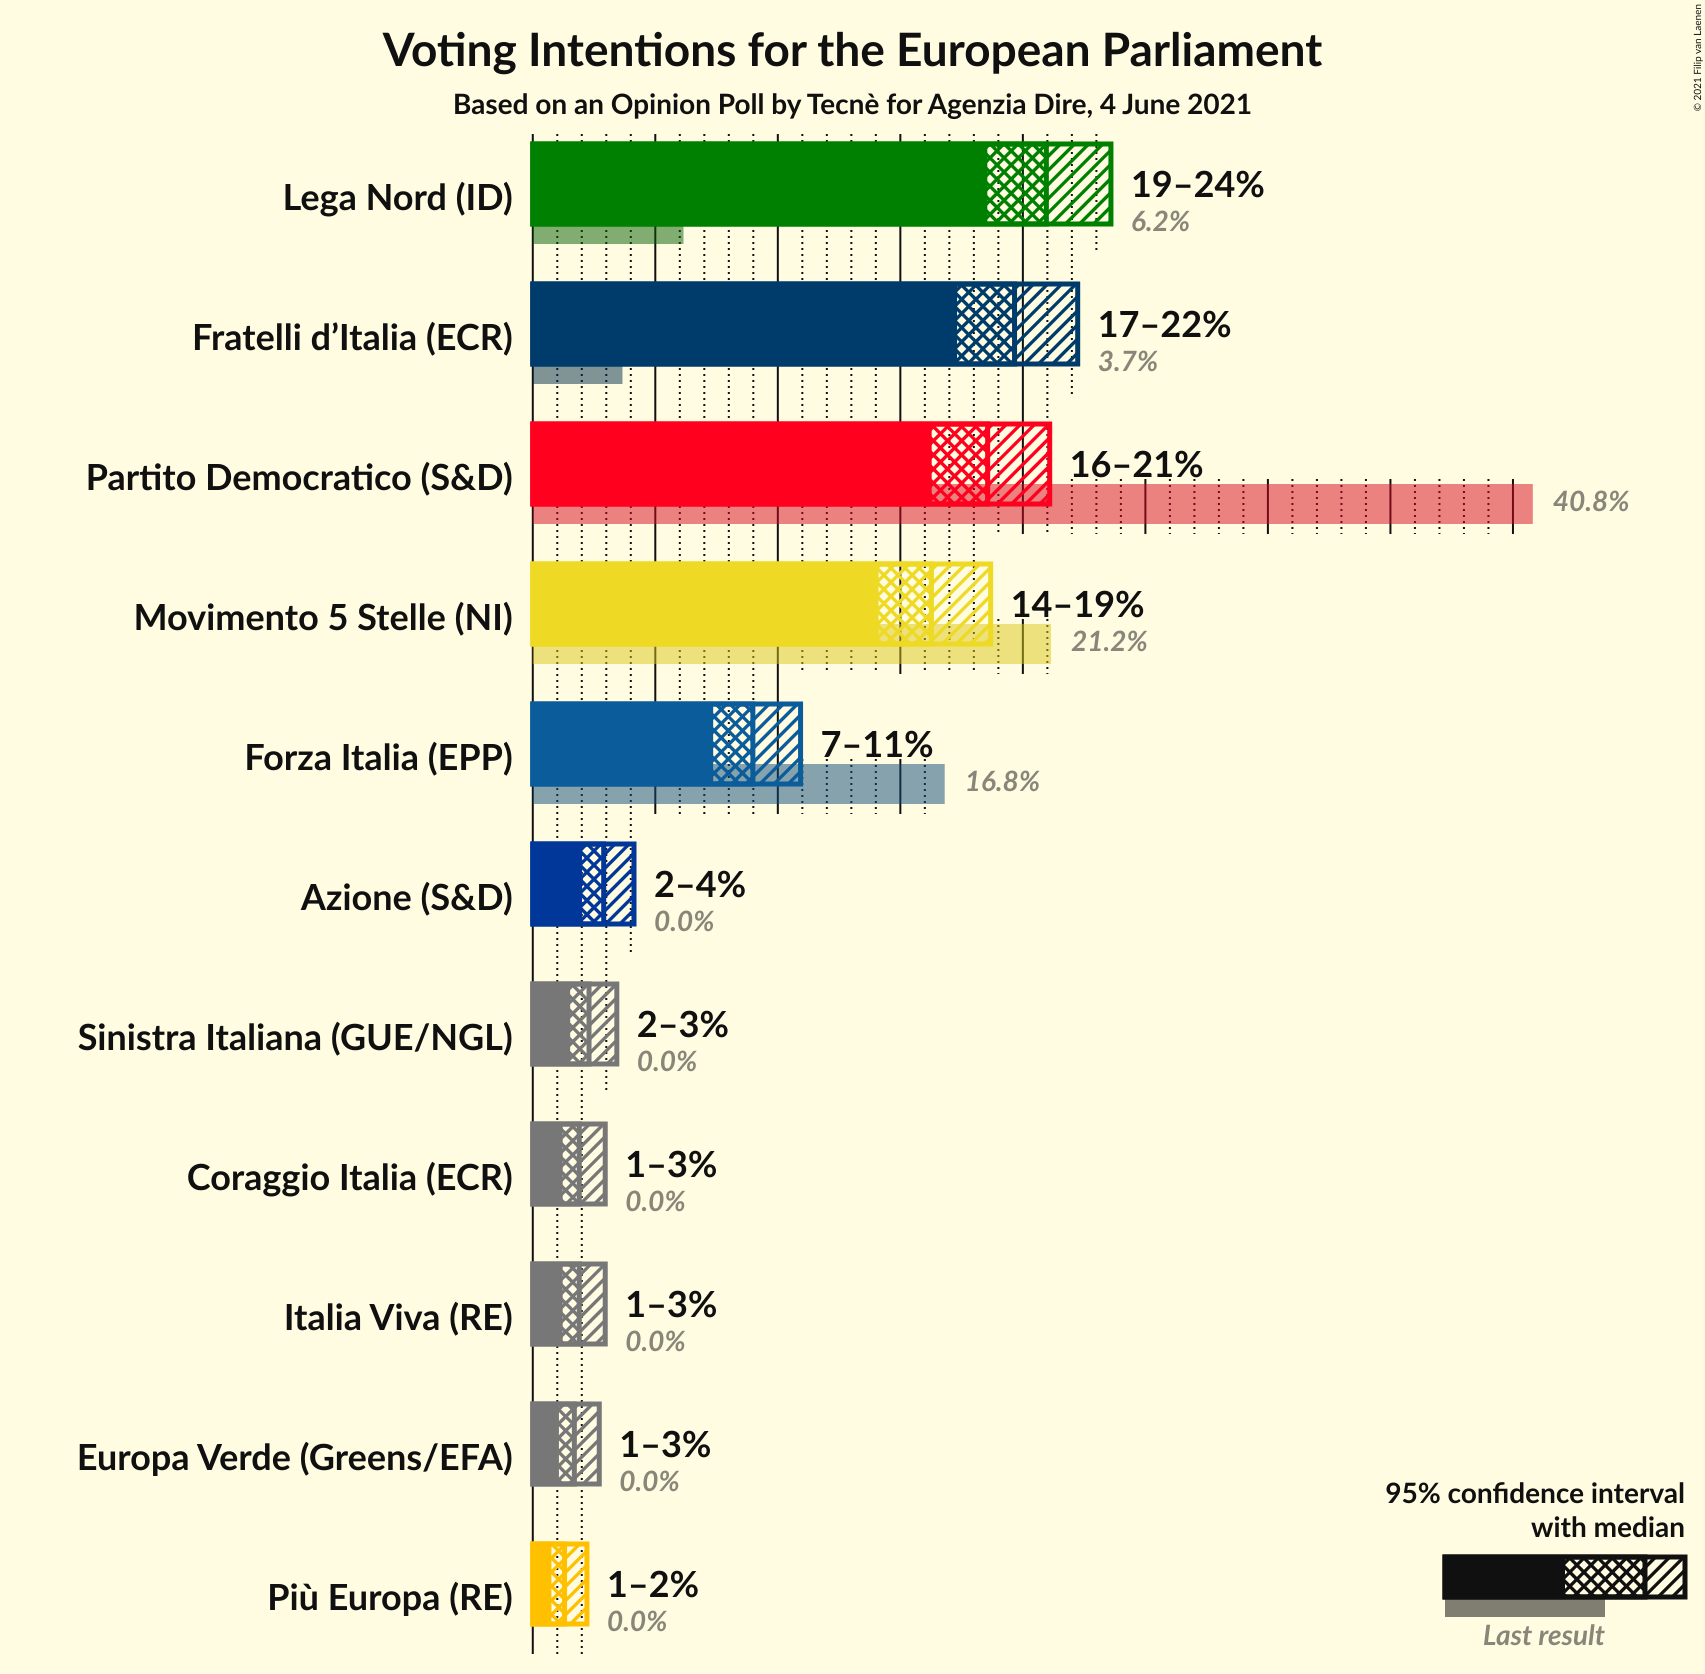 Voting Intentions for the European Parliament
Based on an Opinion Poll by Tecnè for Agenzia Dire, 4 June 2021
© 2021 Filip van Laenen
Lega Nord (ID)
19–24%
6.2%
Fratelli d’Italia (ECR)
17–22%
3.7%
Partito Democratico (S&D)
16–21%
40.8%
Movimento 5 Stelle (NI)
14–19%
21.2%
Forza Italia (EPP)
7–11%
16.8%
Azione (S&D)
2–4%
0.0%
Sinistra Italiana (GUE/NGL)
2–3%
0.0%
Coraggio Italia (ECR)
1–3%
0.0%
Italia Viva (RE)
1–3%
0.0%
Europa Verde (Greens/EFA)
1–3%
0.0%
Più Europa (RE)
1–2%
0.0%
95% confidence interval
with median
Last result